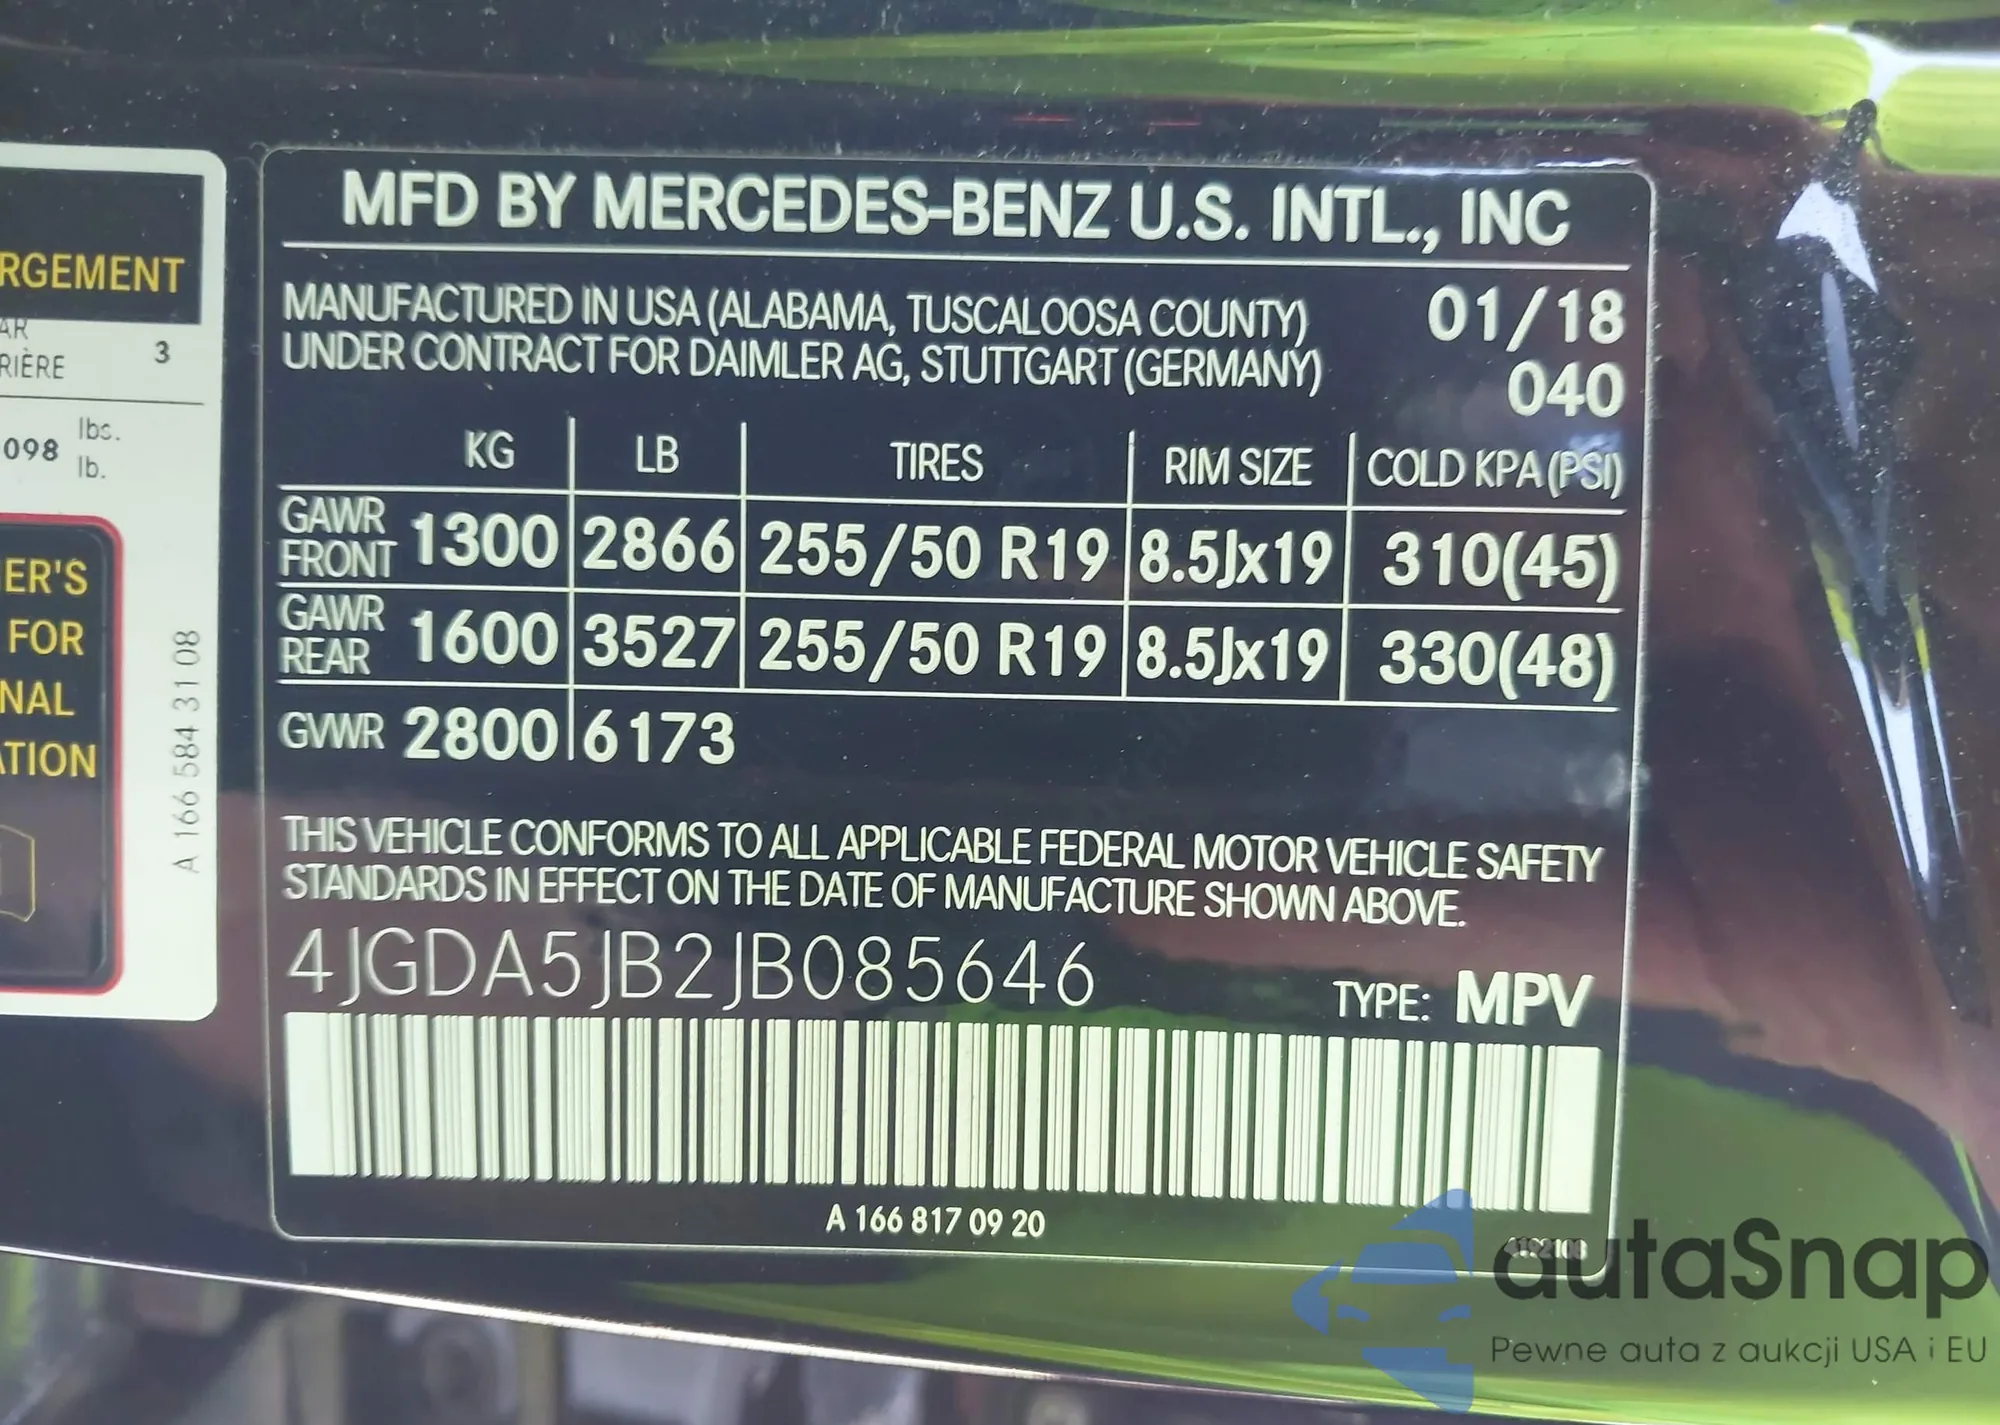 RGEMENT
AR
RIÈRE 3
098 lbs.
lb.
ER'S
FOR
NAL
ATION
A 166 584 31 08
MFD BY MERCEDES-BENZ U.S. INTL., INC
MANUFACTURED IN USA (ALABAMA, TUSCALOOSA COUNTY) 01/18
UNDER CONTRACT FOR DAIMLER AG, STUTTGART (GERMANY) 040
KG LB TIRES RIM SIZE COLD KPA (PSI)
GAWR FRONT 1300 2866 255/50 R19 8.5Jx19 310(45)
GAWR REAR 1600 3527 255/50 R19 8.5Jx19 330(48)
GVWR 2800 6173
THIS VEHICLE CONFORMS TO ALL APPLICABLE FEDERAL MOTOR VEHICLE SAFETY
STANDARDS IN EFFECT ON THE DATE OF MANUFACTURE SHOWN ABOVE.
4JGDA5JB2JB085646
TYPE: MPV
A 166 817 09 20
autaSnap
Pewne auta z aukcji USA i EU